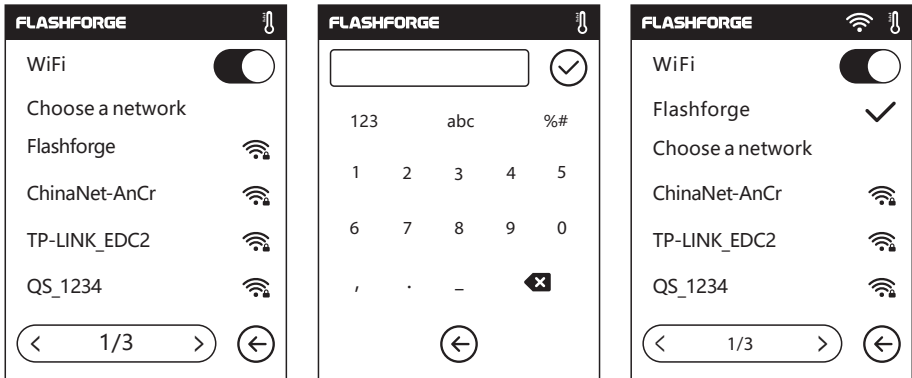 FLASHFORGE
WiFi
Choose a network
Flashforge
ChinaNet-AnCr
TP-LINK_EDC2
QS_1234
1/3
FLASHFORGE
123 abc %#
1 2 3 4 5
6 7 8 9 0
, . _
FLASHFORGE
WiFi
Flashforge
Choose a network
ChinaNet-AnCr
TP-LINK_EDC2
QS_1234
1/3